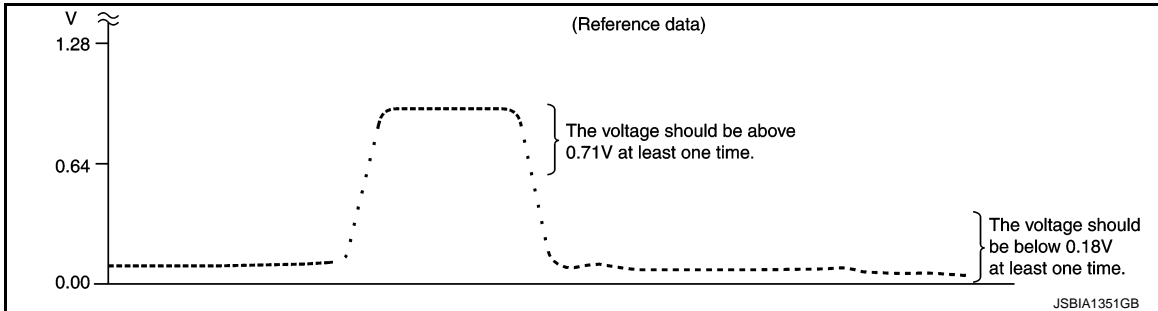 V
(Reference data)
1.28
The voltage should be above
0.71V at least one time.
0.64
The voltage should
be below 0.18V
at least one time.
0.00
JSBIA1351GB